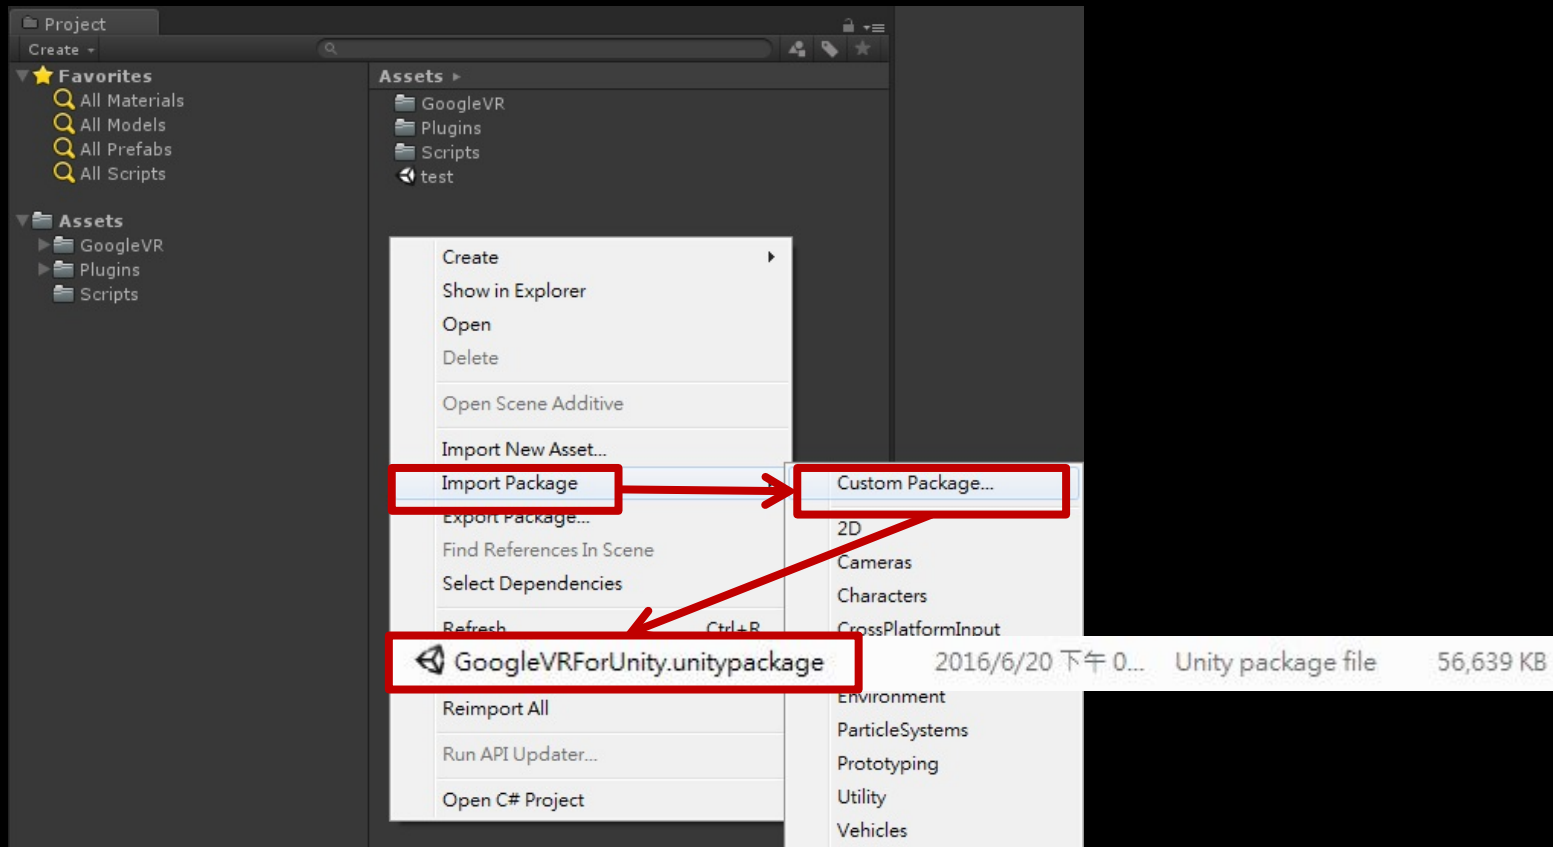 Project
Create
Favorites
All Materials
All Models
All Prefabs
All Scripts
Assets
GoogleVR
Plugins
Scripts
Assets
GoogleVR
Plugins
Scripts
test
Create
Show in Explorer
Open
Delete
Open Scene Additive
Import New Asset...
Import Package
Export Package...
Find References In Scene
Select Dependencies
Refresh Ctrl+R
Reimport All
Run API Updater...
Open C# Project
Custom Package...
2D
Cameras
Characters
CrossPlatformInput
Environment
ParticleSystems
Prototyping
Utility
Vehicles
GoogleVRForUnity.unitypackage 2016/6/20 下午 0... Unity package file 56,639 KB